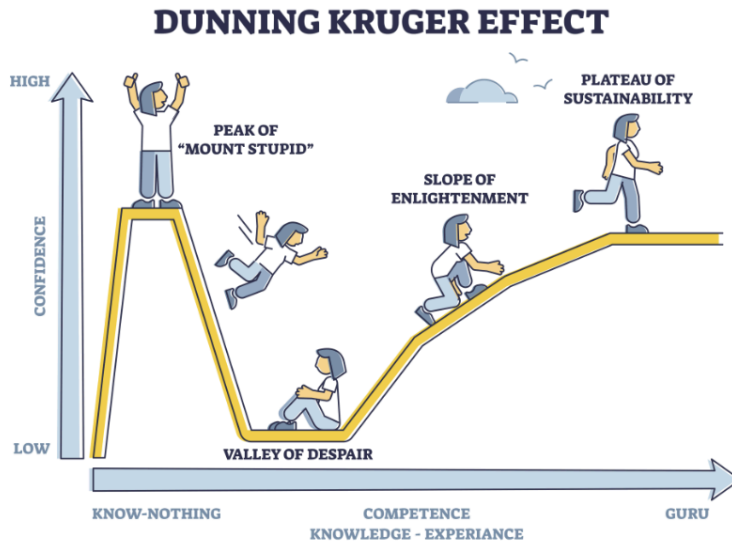 DUNNING KRUGER EFFECT
HIGH
PLATEAU OF
SUSTAINABILITY
PEAK OF
"MOUNT STUPID"
SLOPE OF
ENLIGHTENMENT
CONFIDENCE
LOW
VALLEY OF DESPAIR
KNOW-NOTHING
COMPETENCE
GURU
KNOWLEDGE - EXPERIANCE